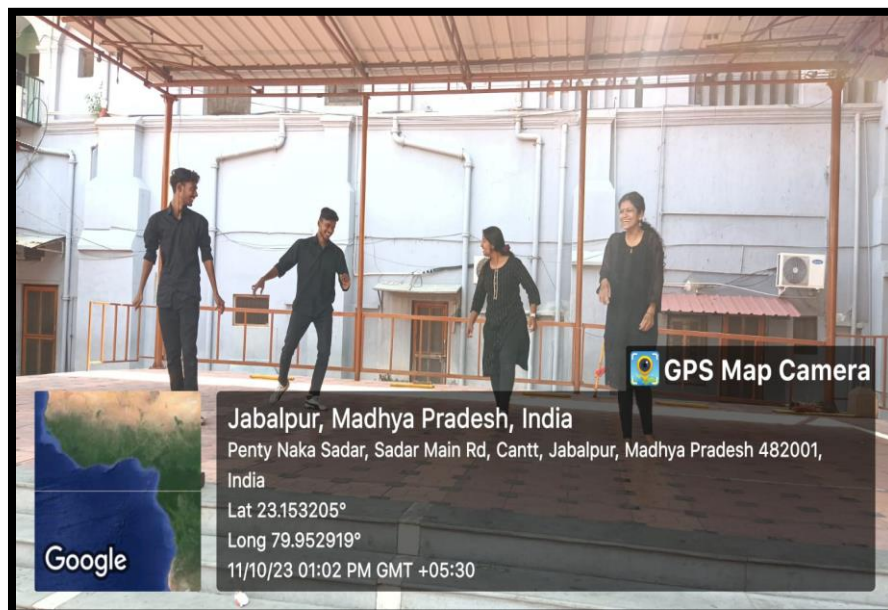 GPS Map Camera
Jabalpur, Madhya Pradesh, India
Penty Naka Sadar, Sadar Main Rd, Cantt, Jabalpur, Madhya Pradesh 482001,
India
Lat 23.153205°
Long 79.952919°
11/10/23 01:02 PM GMT +05:30
Google